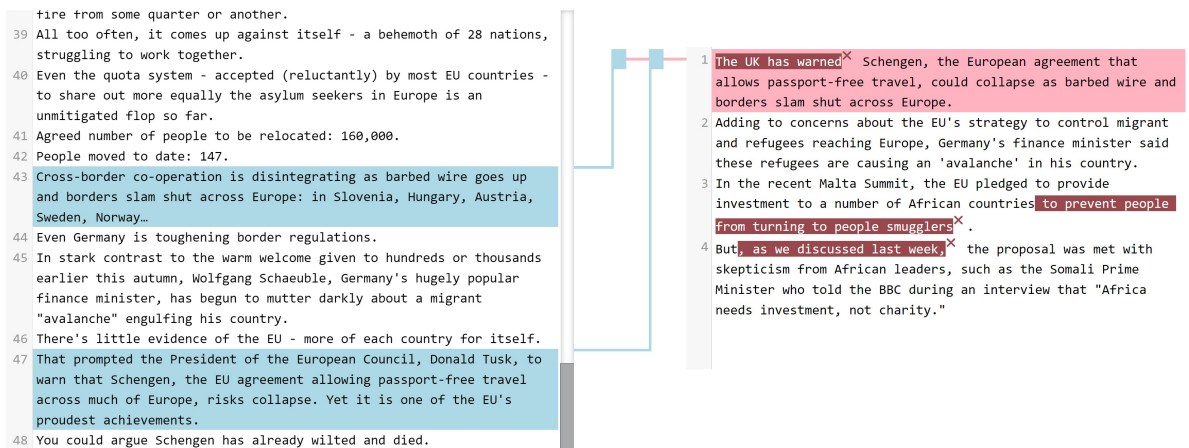 fire from some quarter or another.
39 All too often, it comes up against itself - a behemoth of 28 nations,
struggling to work together.
40 Even the quota system - accepted (reluctantly) by most EU countries -
to share out more equally the asylum seekers in Europe is an
unmitigated flop so far.
41 Agreed number of people to be relocated: 160,000.
42 People moved to date: 147.
43 Cross-border co-operation is disintegrating as barbed wire goes up
and borders slam shut across Europe: in Slovenia, Hungary, Austria,
Sweden, Norway…
44 Even Germany is toughening border regulations.
45 In stark contrast to the warm welcome given to hundreds or thousands
earlier this autumn, Wolfgang Schaeuble, Germany's hugely popular
finance minister, has begun to mutter darkly about a migrant
"avalanche" engulfing his country.
46 There's little evidence of the EU - more of each country for itself.
47 That prompted the President of the European Council, Donald Tusk, to
warn that Schengen, the EU agreement allowing passport-free travel
across much of Europe, risks collapse. Yet it is one of the EU's
proudest achievements.
48 You could argue Schengen has already wilted and died.
1 The UK has warned× Schengen, the European agreement that
allows passport-free travel, could collapse as barbed wire and
borders slam shut across Europe.
2 Adding to concerns about the EU's strategy to control migrant
and refugees reaching Europe, Germany's finance minister said
these refugees are causing an 'avalanche' in his country.
3 In the recent Malta Summit, the EU pledged to provide
investment to a number of African countries to prevent people
from turning to people smugglers× .
4 But, as we discussed last week,× the proposal was met with
skepticism from African leaders, such as the Somali Prime
Minister who told the BBC during an interview that "Africa
needs investment, not charity."